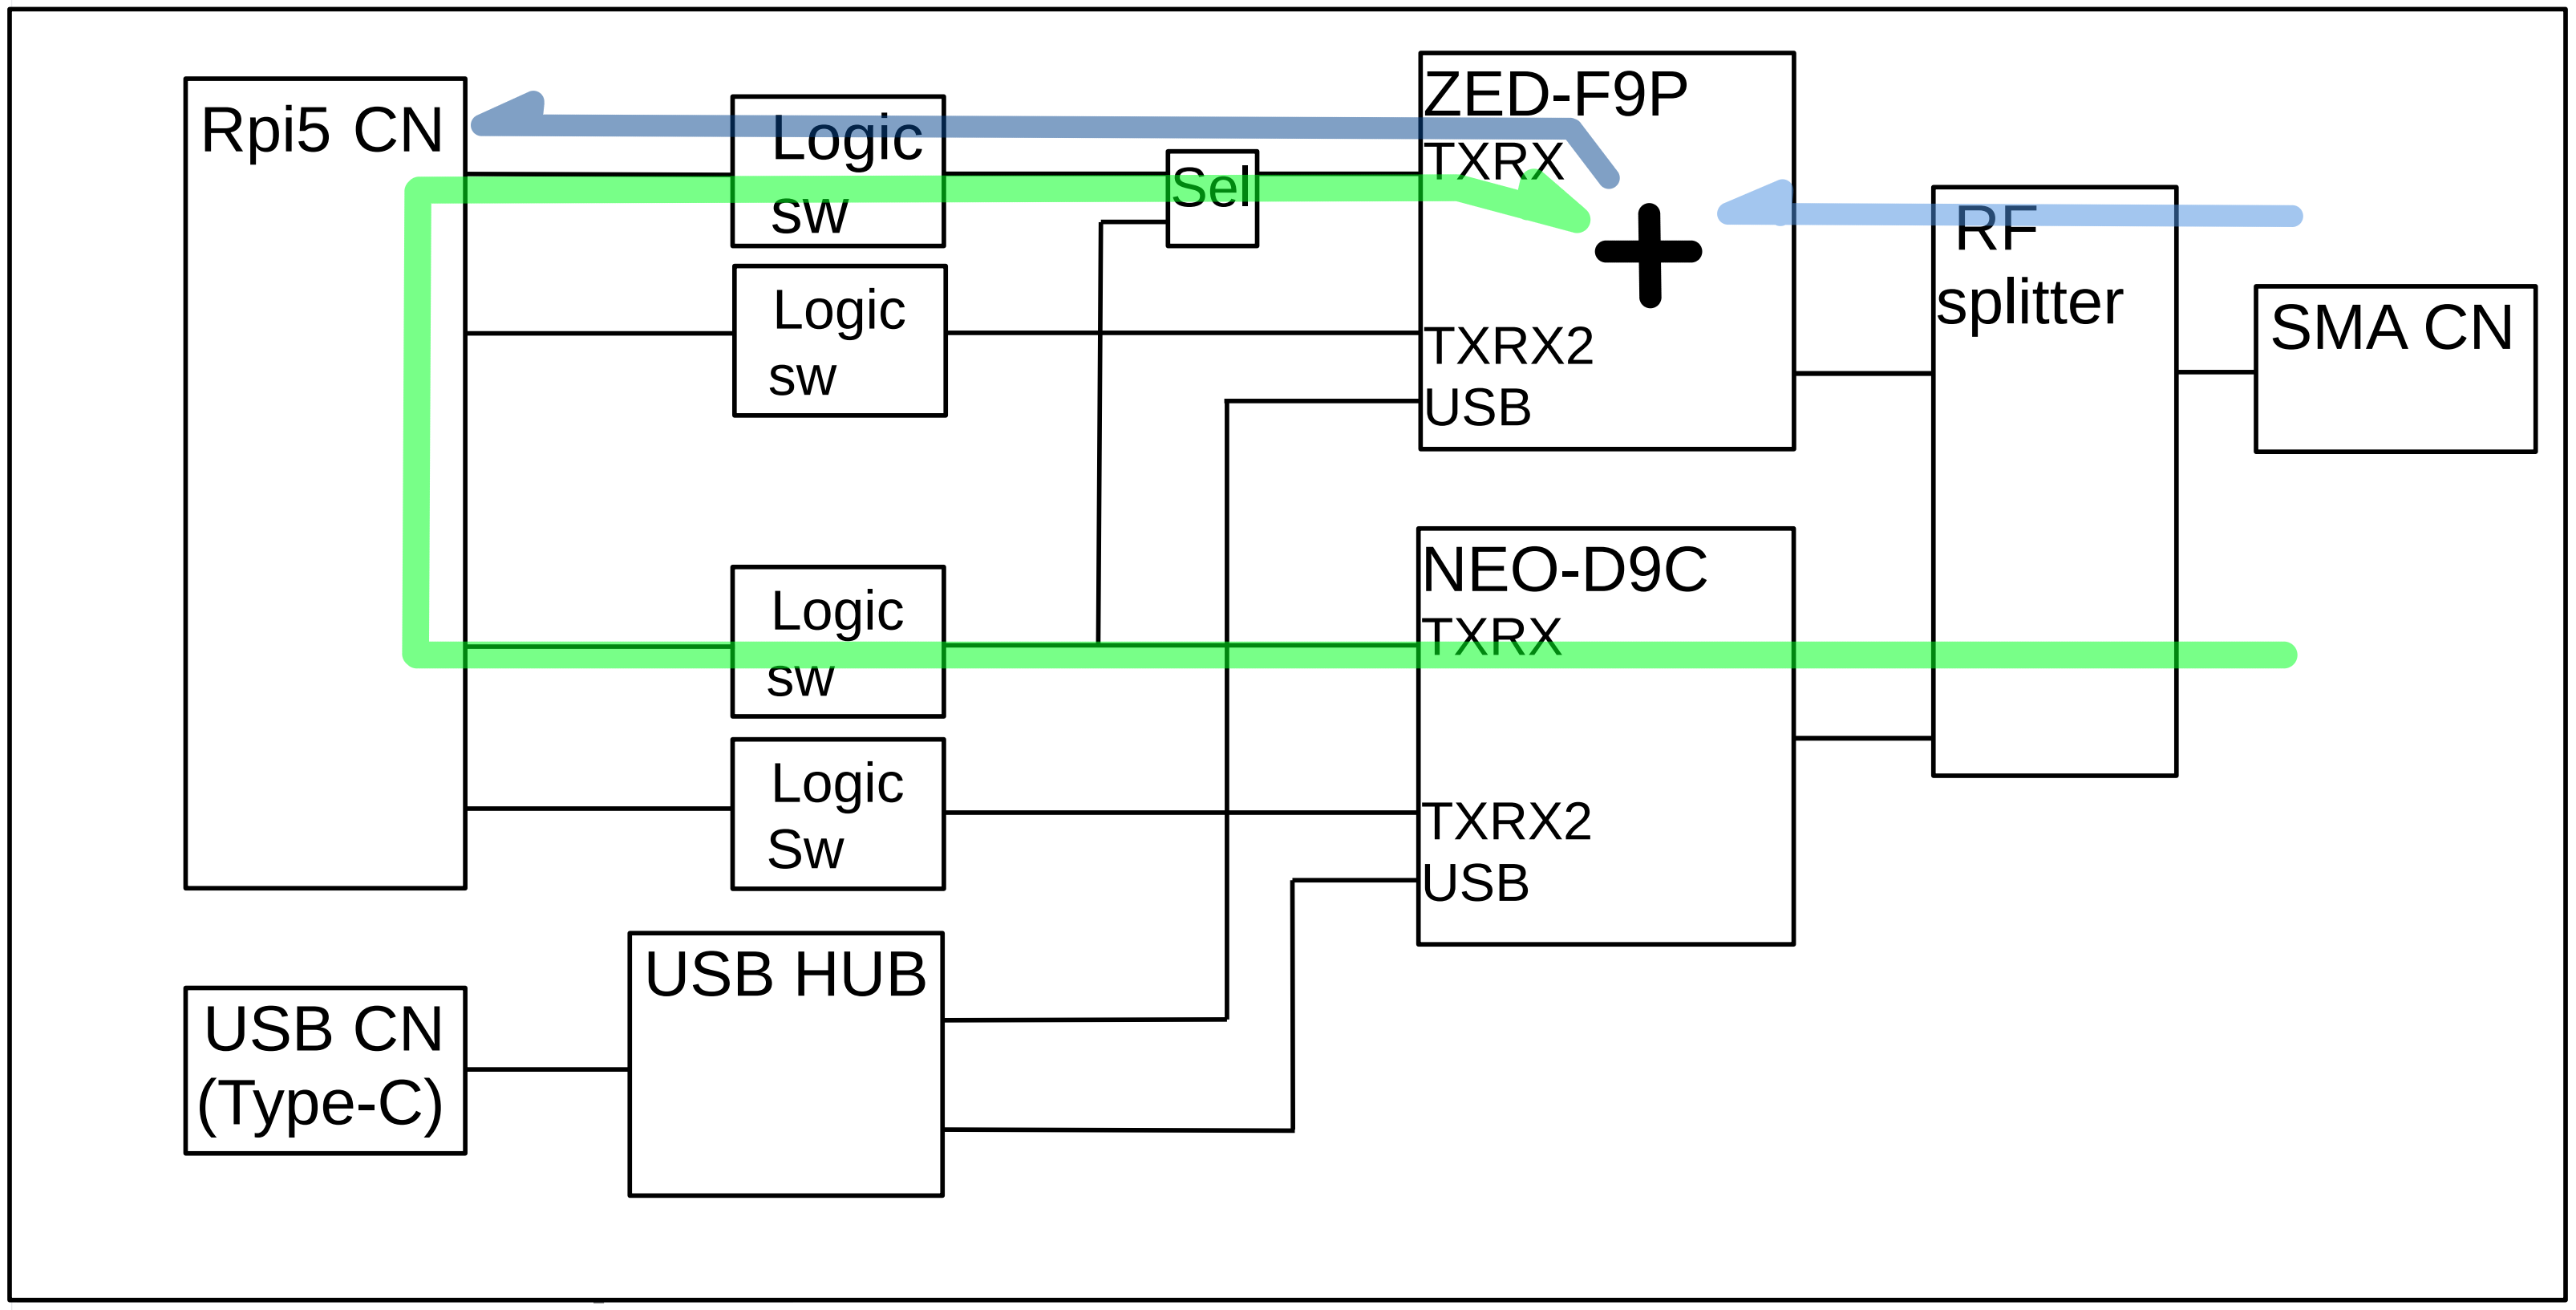 Rpi5 CN
Logic
sw
Sel
ZED-F9P
TXRX
TXRX2
USB
RF
splitter
SMA CN
Logic
sw
Logic
sw
NEO-D9C
TXRX
TXRX2
USB
Logic
Sw
USB HUB
USB CN
(Type-C)